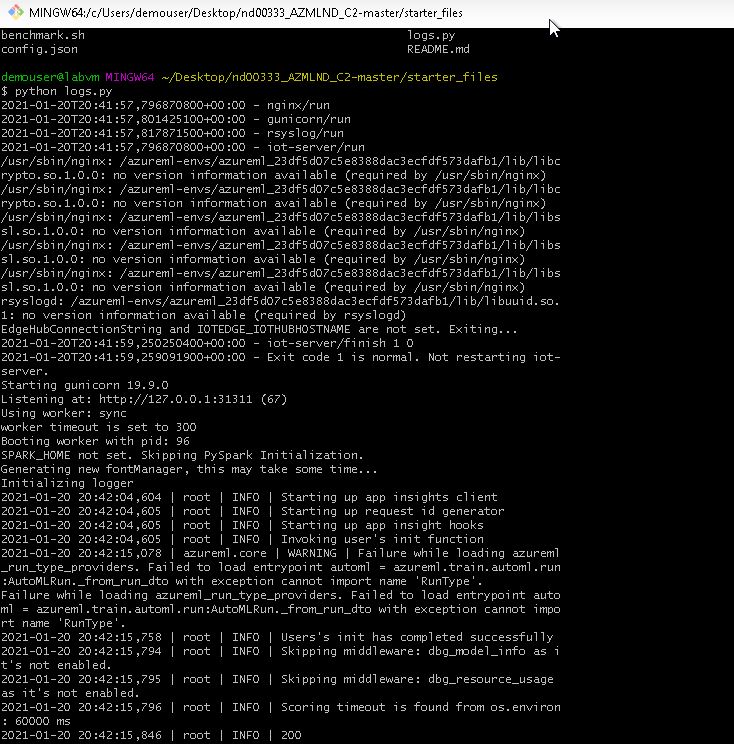 MINGW64:/c/Users/demouser/Desktop/nd00333_AZMLND_C2-master/starter_files
benchmark.sh logs.py
config.json README.md
demouser@labvm MINGW64 ~/Desktop/nd00333_AZMLND_C2-master/starter_files
$ python logs.py
2021-01-20T20:41:57,796870800+00:00 - nginx/run
2021-01-20T20:41:57,801425100+00:00 - gunicorn/run
2021-01-20T20:41:57,817871500+00:00 - rsyslog/run
2021-01-20T20:41:57,796870800+00:00 - iot-server/run
/usr/sbin/nginx: /azureml-envs/azureml_23df5d07c5e8388dac3ecfdf573dafb1/lib/libc
rypto.so.1.0.0: no version information available (required by /usr/sbin/nginx)
/usr/sbin/nginx: /azureml-envs/azureml_23df5d07c5e8388dac3ecfdf573dafb1/lib/libc
rypto.so.1.0.0: no version information available (required by /usr/sbin/nginx)
/usr/sbin/nginx: /azureml-envs/azureml_23df5d07c5e8388dac3ecfdf573dafb1/lib/libs
sl.so.1.0.0: no version information available (required by /usr/sbin/nginx)
/usr/sbin/nginx: /azureml-envs/azureml_23df5d07c5e8388dac3ecfdf573dafb1/lib/libs
sl.so.1.0.0: no version information available (required by /usr/sbin/nginx)
/usr/sbin/nginx: /azureml-envs/azureml_23df5d07c5e8388dac3ecfdf573dafb1/lib/libs
sl.so.1.0.0: no version information available (required by /usr/sbin/nginx)
rsyslogd: /azureml-envs/azureml_23df5d07c5e8388dac3ecfdf573dafb1/lib/libuuid.so.
1: no version information available (required by rsyslogd)
EdgeHubConnectionString and IOTEDGE_IOTHUBHOSTNAME are not set. Exiting...
2021-01-20T20:41:59,250250400+00:00 - iot-server/finish 1 0
2021-01-20T20:41:59,259091900+00:00 - Exit code 1 is normal. Not restarting iot-
server.
Starting gunicorn 19.9.0
Listening at: http://127.0.0.1:31311 (67)
Using worker: sync
worker timeout is set to 300
Booting worker with pid: 96
SPARK_HOME not set. Skipping PySpark Initialization.
Generating new fontManager, this may take some time...
Initializing logger
2021-01-20 20:42:04,604 | root | INFO | Starting up app insights client
2021-01-20 20:42:04,605 | root | INFO | Starting up request id generator
2021-01-20 20:42:04,605 | root | INFO | Starting up app insight hooks
2021-01-20 20:42:04,605 | root | INFO | Invoking user's init function
2021-01-20 20:42:15,078 | azureml.core | WARNING | Failure while loading azureml
_run_type_providers. Failed to load entrypoint automl = azureml.train.automl.run
:AutoMLRun._from_run_dto with exception cannot import name 'RunType'.
Failure while loading azureml_run_type_providers. Failed to load entrypoint auto
ml = azureml.train.automl.run:AutoMLRun._from_run_dto with exception cannot impo
rt name 'RunType'.
2021-01-20 20:42:15,758 | root | INFO | Users's init has completed successfully
2021-01-20 20:42:15,794 | root | INFO | Skipping middleware: dbg_model_info as i
t's not enabled.
2021-01-20 20:42:15,795 | root | INFO | Skipping middleware: dbg_resource_usage
as it's not enabled.
2021-01-20 20:42:15,796 | root | INFO | Scoring timeout is found from os.environ
: 60000 ms
2021-01-20 20:42:15,846 | root | INFO | 200